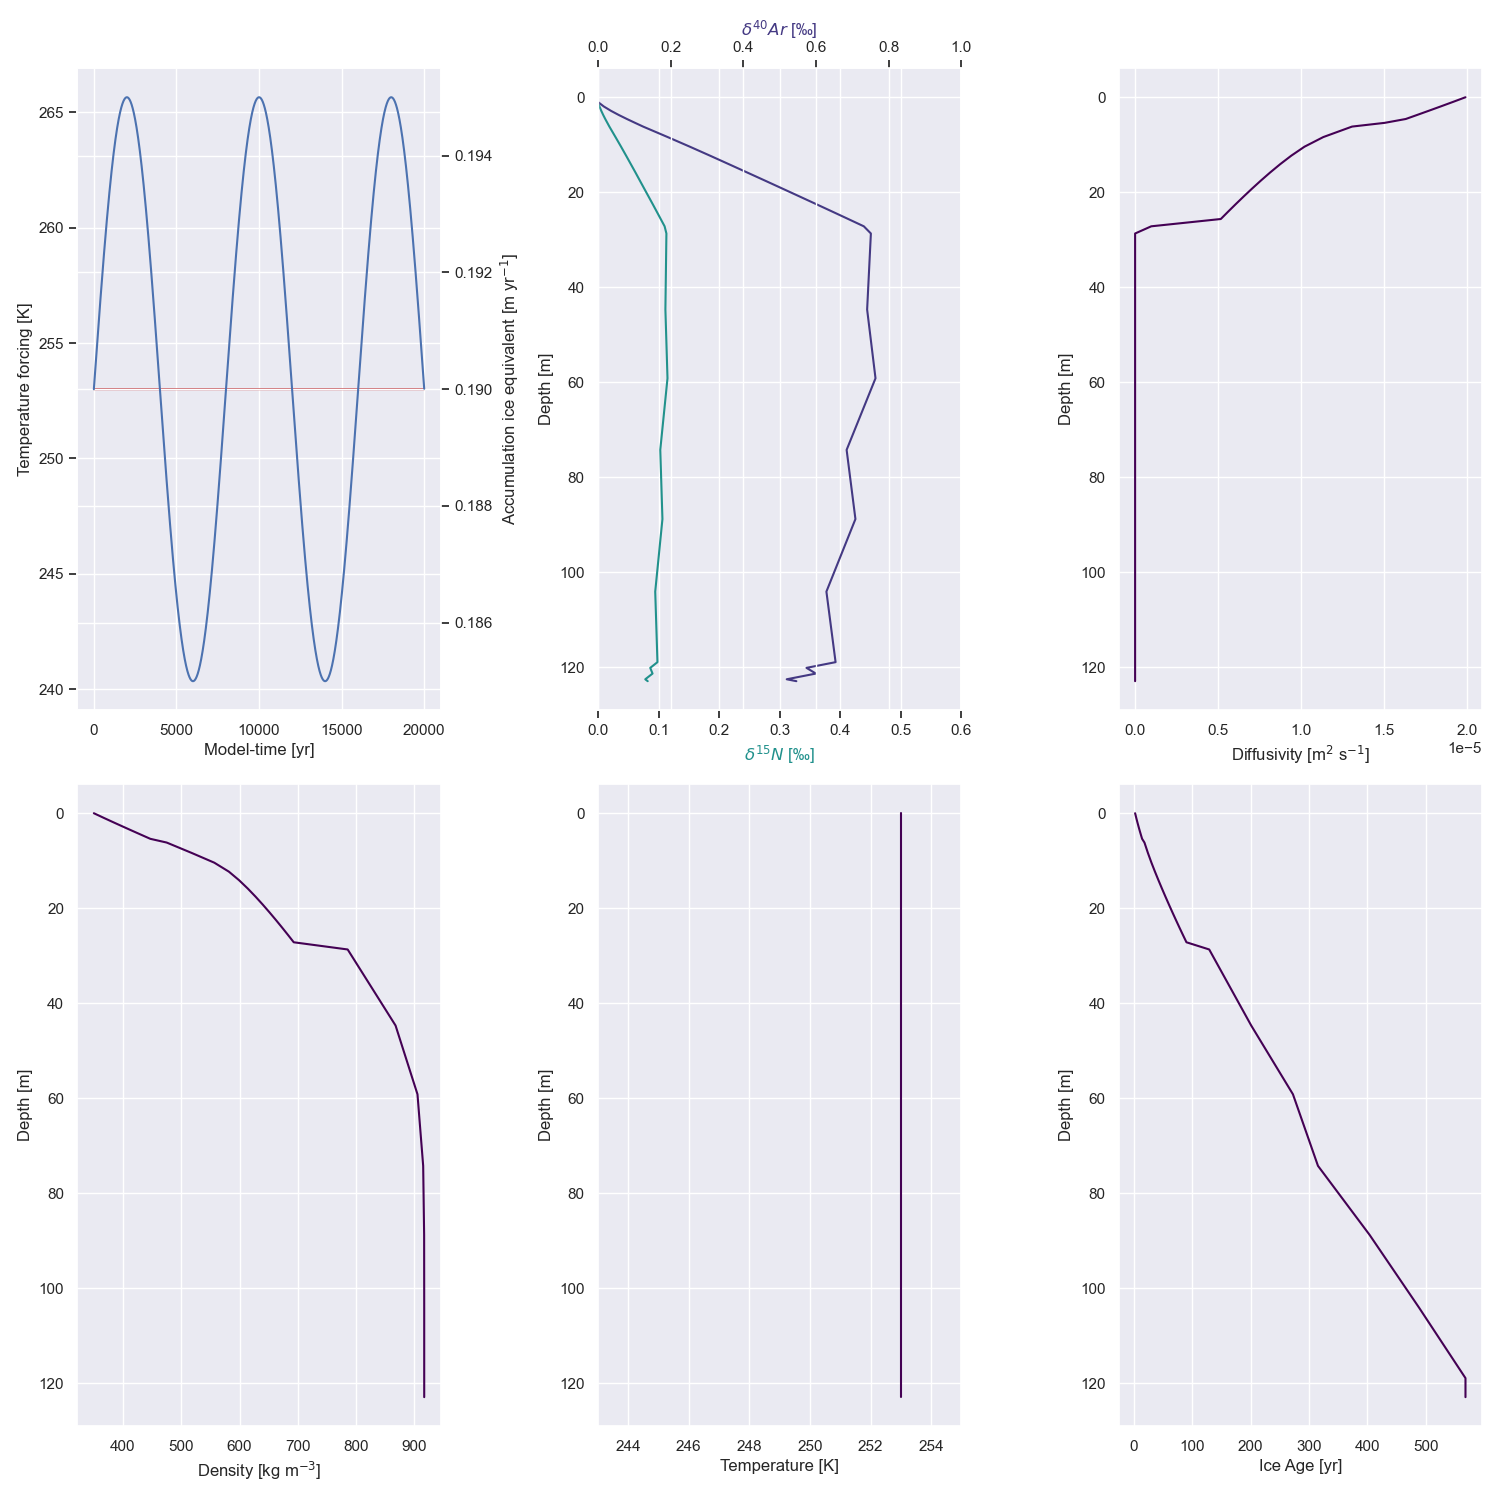 δ⁴⁰Ar [‰]
0.0 0.2 0.4 0.6 0.8 1.0
265
260
255
250
245
240
Temperature forcing [K]
0 5000 10000 15000 20000
Model-time [yr]
0.194
0.192
0.190
0.188
0.186
Accumulation ice equivalent [m yr⁻¹]
0
20
40
60
80
100
120
Depth [m]
0.0 0.1 0.2 0.3 0.4 0.5 0.6
δ¹⁵N [‰]
0
20
40
60
80
100
120
Depth [m]
0.0 0.5 1.0 1.5 2.0
1e−5
Diffusivity [m² s⁻¹]
0
20
40
60
80
100
120
Depth [m]
400 500 600 700 800 900
Density [kg m⁻³]
0
20
40
60
80
100
120
Depth [m]
244 246 248 250 252 254
Temperature [K]
0
20
40
60
80
100
120
Depth [m]
0 100 200 300 400 500
Ice Age [yr]